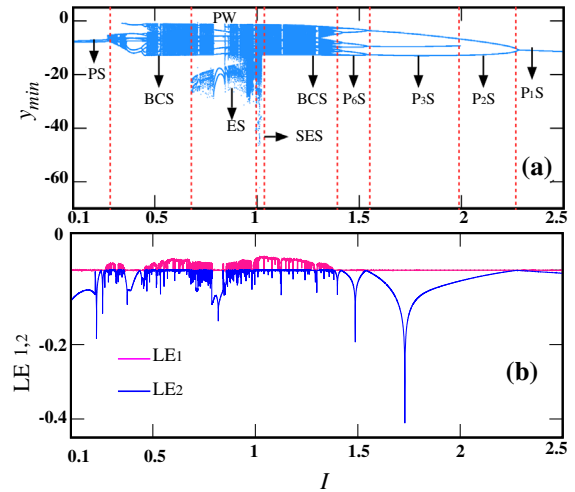 0
-20
-40
-60
y_min
PW
PS
BCS
ES
SES
BCS
P₆S
P₃S
P₂S
P₁S
(a)
0.1 0.5 1 1.5 2 2.5
0
-0.2
-0.4
LE 1,2
LE1
LE2
(b)
0.1 0.5 1 1.5 2 2.5
I